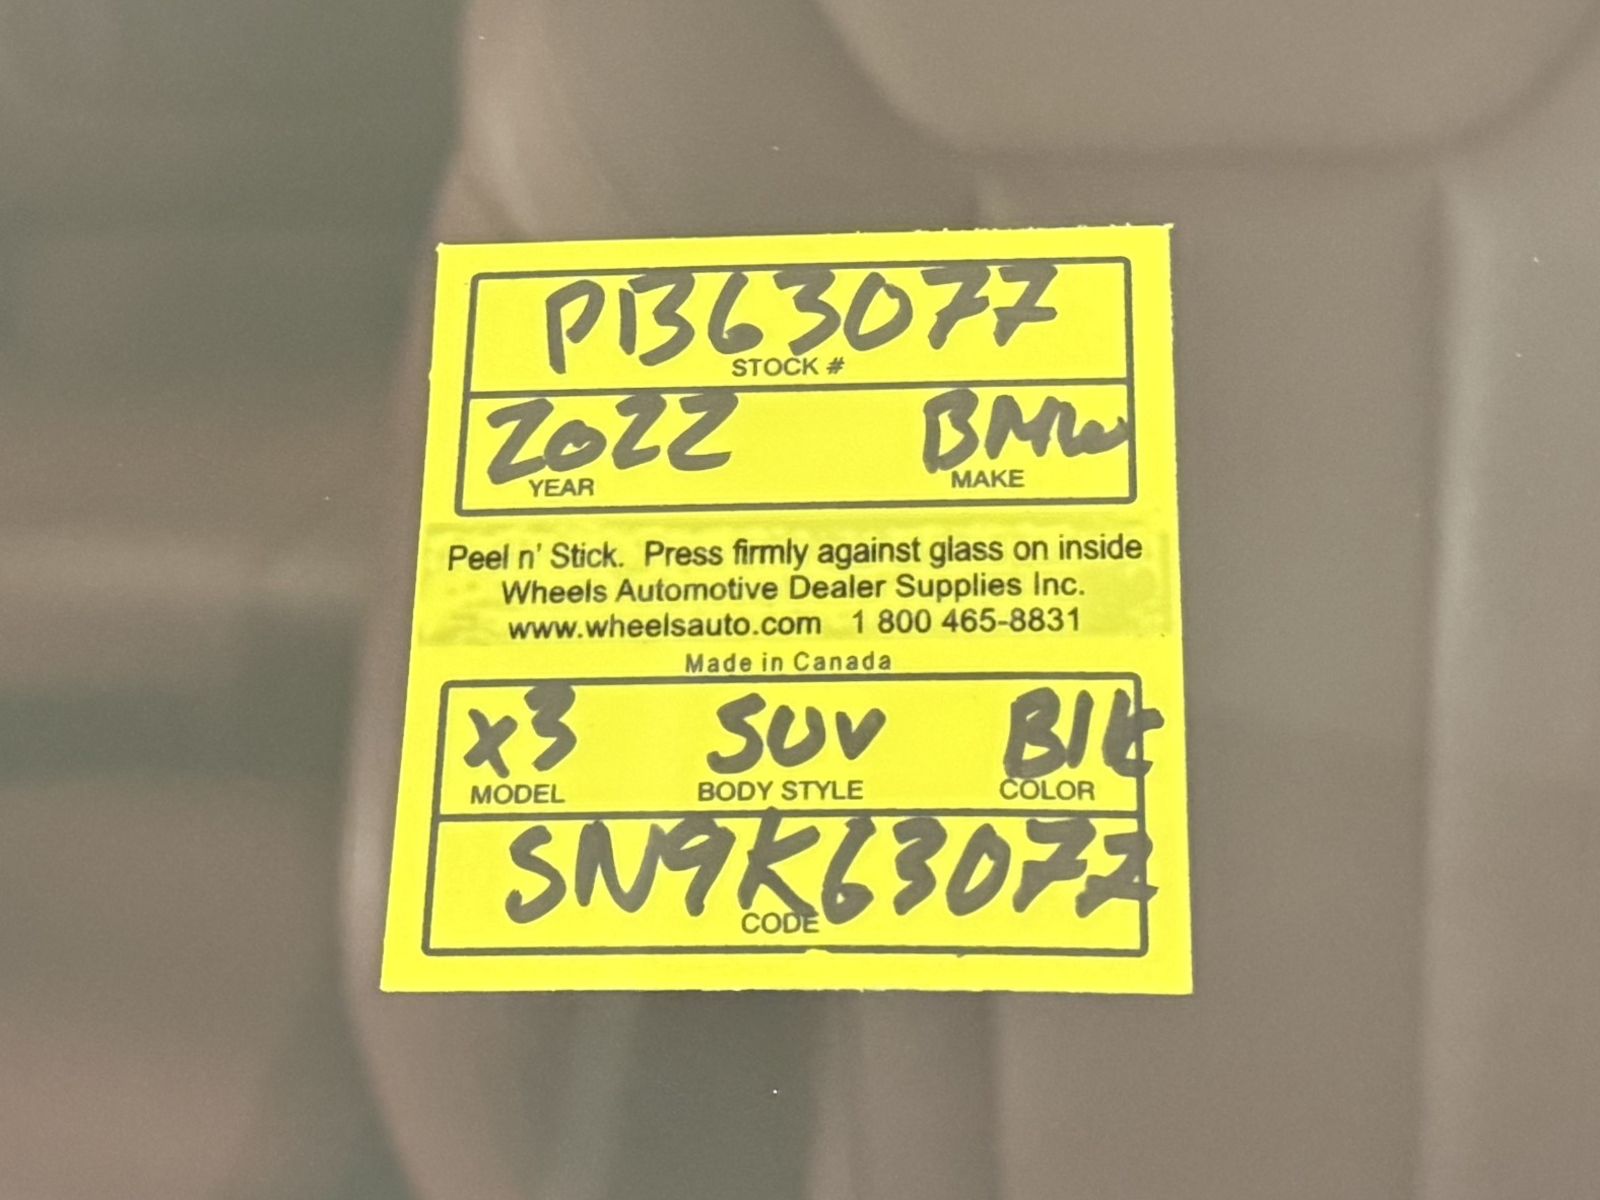 PB63077
STOCK #
2022 BMW
YEAR MAKE
Peel n' Stick. Press firmly against glass on inside
Wheels Automotive Dealer Supplies Inc.
www.wheelsauto.com 1 800 465-8831
Made in Canada
X3 SUV Blk
MODEL BODY STYLE COLOR
SN9K63077
CODE